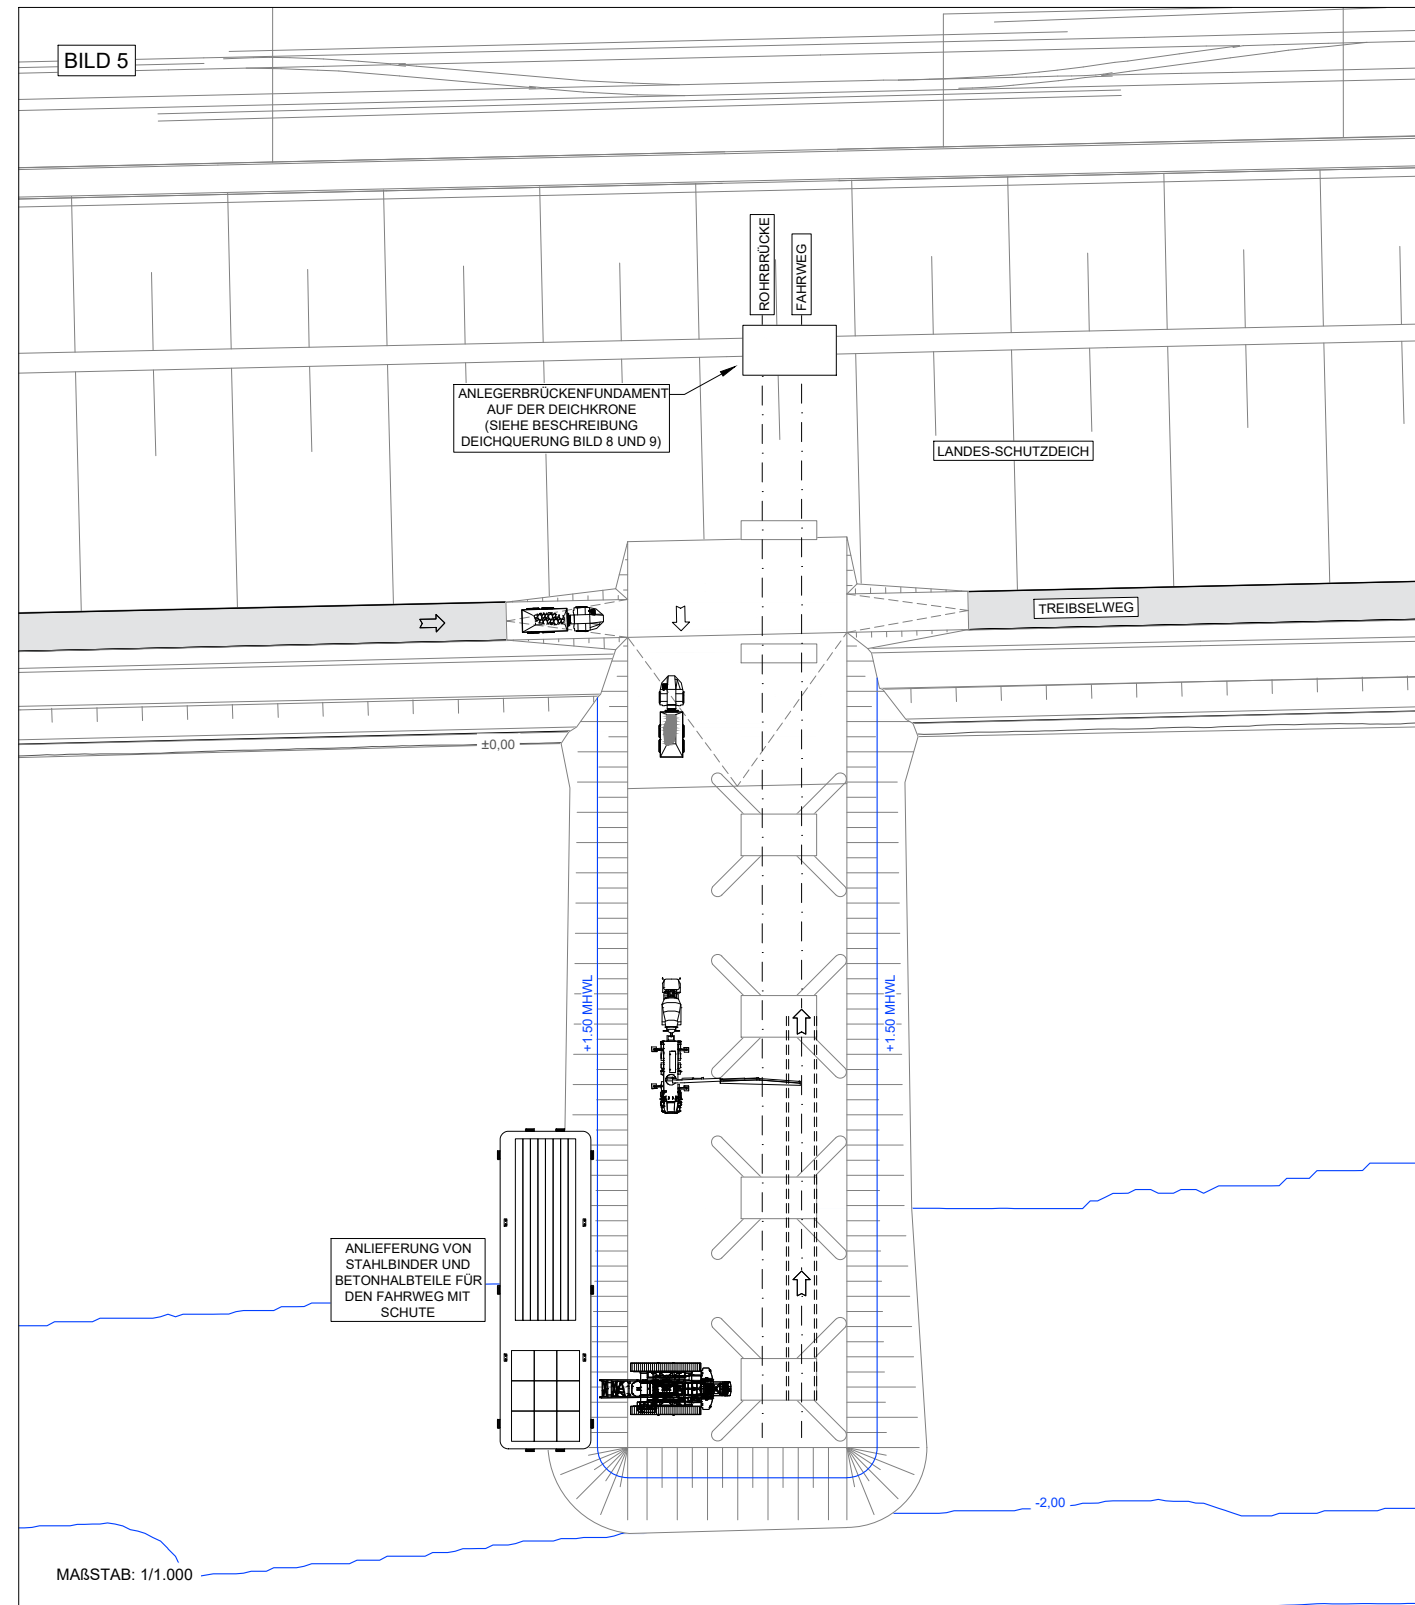 BILD 5
ROHRBRÜCKE
FAHRWEG
ANLEGERBRÜCKENFUNDAMENT
AUF DER DEICHKRONE
(SIEHE BESCHREIBUNG
DEICHQUERUNG BILD 8 UND 9)
LANDES-SCHUTZDEICH
TREIBSELWEG
±0,00
+1.50 MHWL
+1.50 MHWL
ANLIEFERUNG VON
STAHLBINDER UND
BETONHALBTEILE FÜR
DEN FAHRWEG MIT
SCHUTE
-2,00
MAßSTAB: 1/1.000